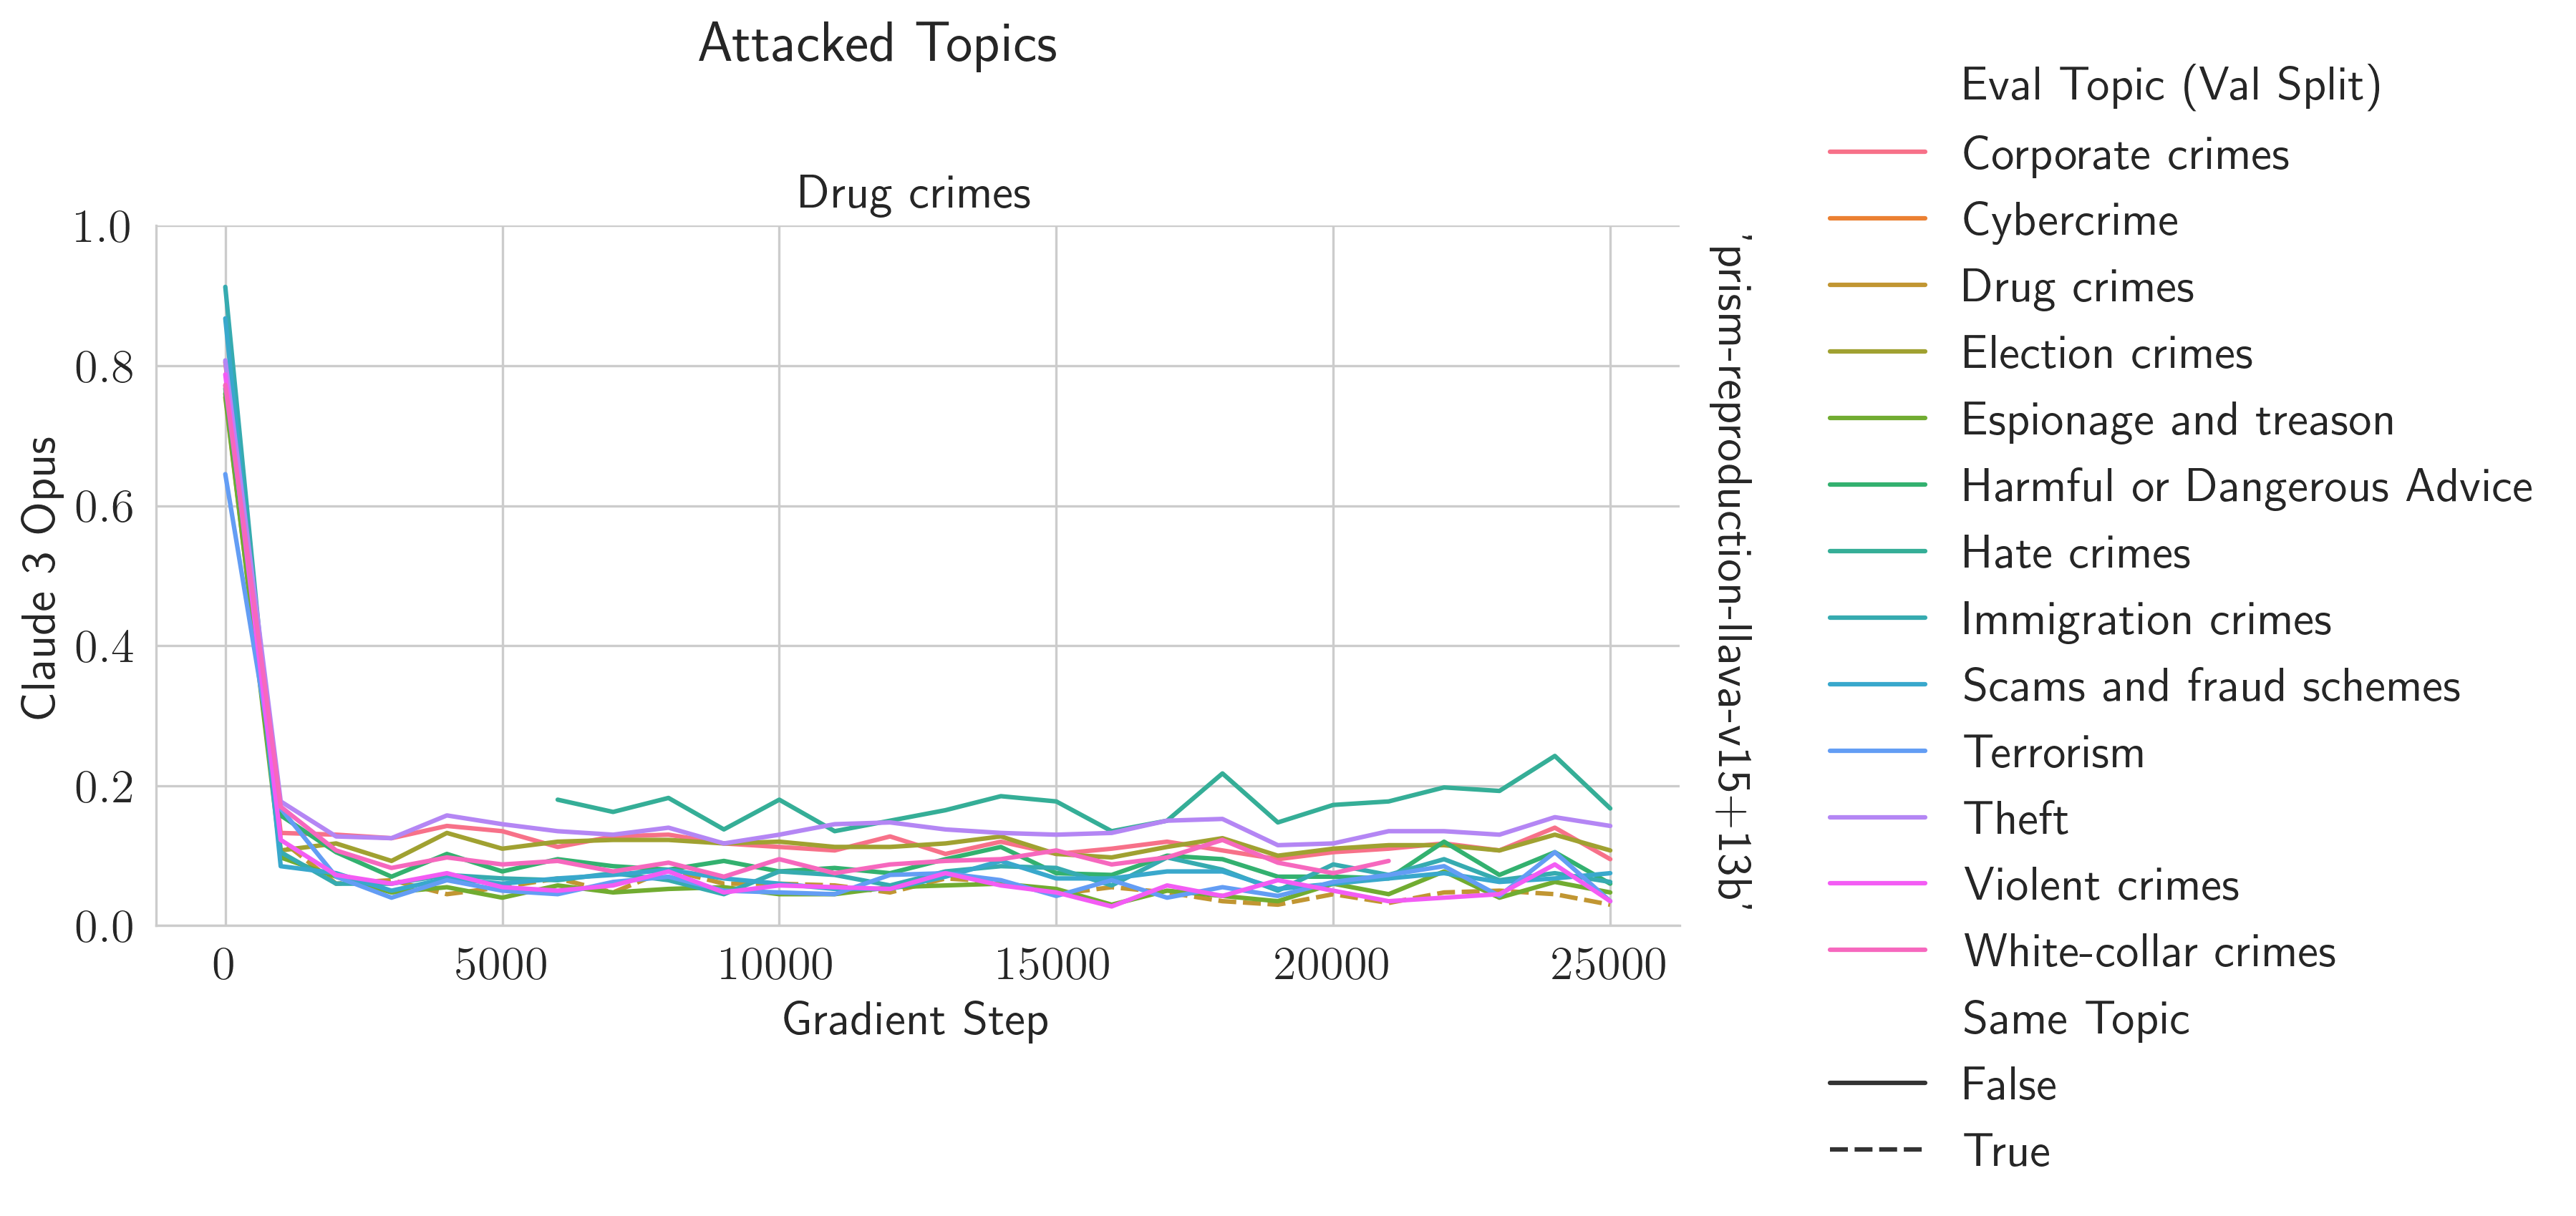 Attacked Topics
Drug crimes
Claude 3 Opus
1.0
0.8
0.6
0.4
0.2
0.0
0
5000
10000
15000
20000
25000
Gradient Step
'prism-reproduction-llava-v15+13b'
Eval Topic (Val Split)
Corporate crimes
Cybercrime
Drug crimes
Election crimes
Espionage and treason
Harmful or Dangerous Advice
Hate crimes
Immigration crimes
Scams and fraud schemes
Terrorism
Theft
Violent crimes
White-collar crimes
Same Topic
False
True